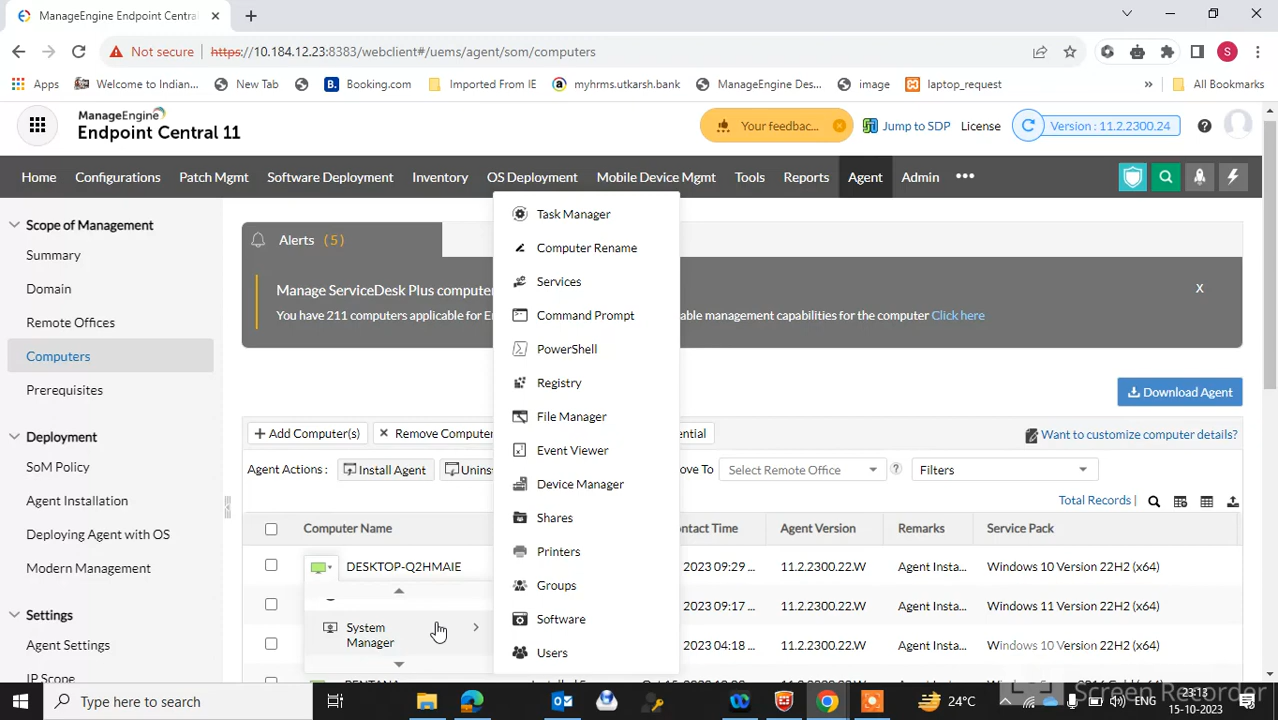 ManageEngine Endpoint Central
Not secure https://10.184.12.23:8383/webclient#/uems/agent/som/computers
S
Apps Welcome to Indian... New Tab B. Booking.com Imported From IE a myhrms.utkarsh.bank ManageEngine Des... image laptop_request » All Bookmarks
ManageEngine
Endpoint Central 11
Your feedbac... Jump to SDP License Version : 11.2.2300.24
Home Configurations Patch Mgmt Software Deployment Inventory OS Deployment Mobile Device Mgmt Tools Reports Agent Admin •••
Scope of Management
Summary
Domain
Remote Offices
Computers
Prerequisites
Deployment
SoM Policy
Agent Installation
Deploying Agent with OS
Modern Management
Settings
Agent Settings
IP Scope
Alerts (5)
Manage ServiceDesk Plus compute
X
You have 211 computers applicable for E
able management capabilities for the computer Click here
Download Agent
+ Add Computer(s) × Remove Compute
ential
Want to customize computer details?
Agent Actions : Install Agent Unins
ove To Select Remote Office ? Filters
Total Records |
Computer Name
ontact Time Agent Version Remarks Service Pack
DESKTOP-Q2HMAIE
2023 09:29 ... 11.2.2300.22.W Agent Insta... Windows 10 Version 22H2 (x64)
2023 09:17 ... 11.2.2300.22.W Agent Insta... Windows 11 Version 22H2 (x64)
System
Manager
2023 04:18 ... 11.2.2300.22.W Agent Insta... Windows 10 Version 22H2 (x64)
Task Manager
Computer Rename
Services
Command Prompt
PowerShell
Registry
File Manager
Event Viewer
Device Manager
Shares
Printers
Groups
Software
Users
Type here to search
24°C
23:13
15-10-2023
Screen Recorder